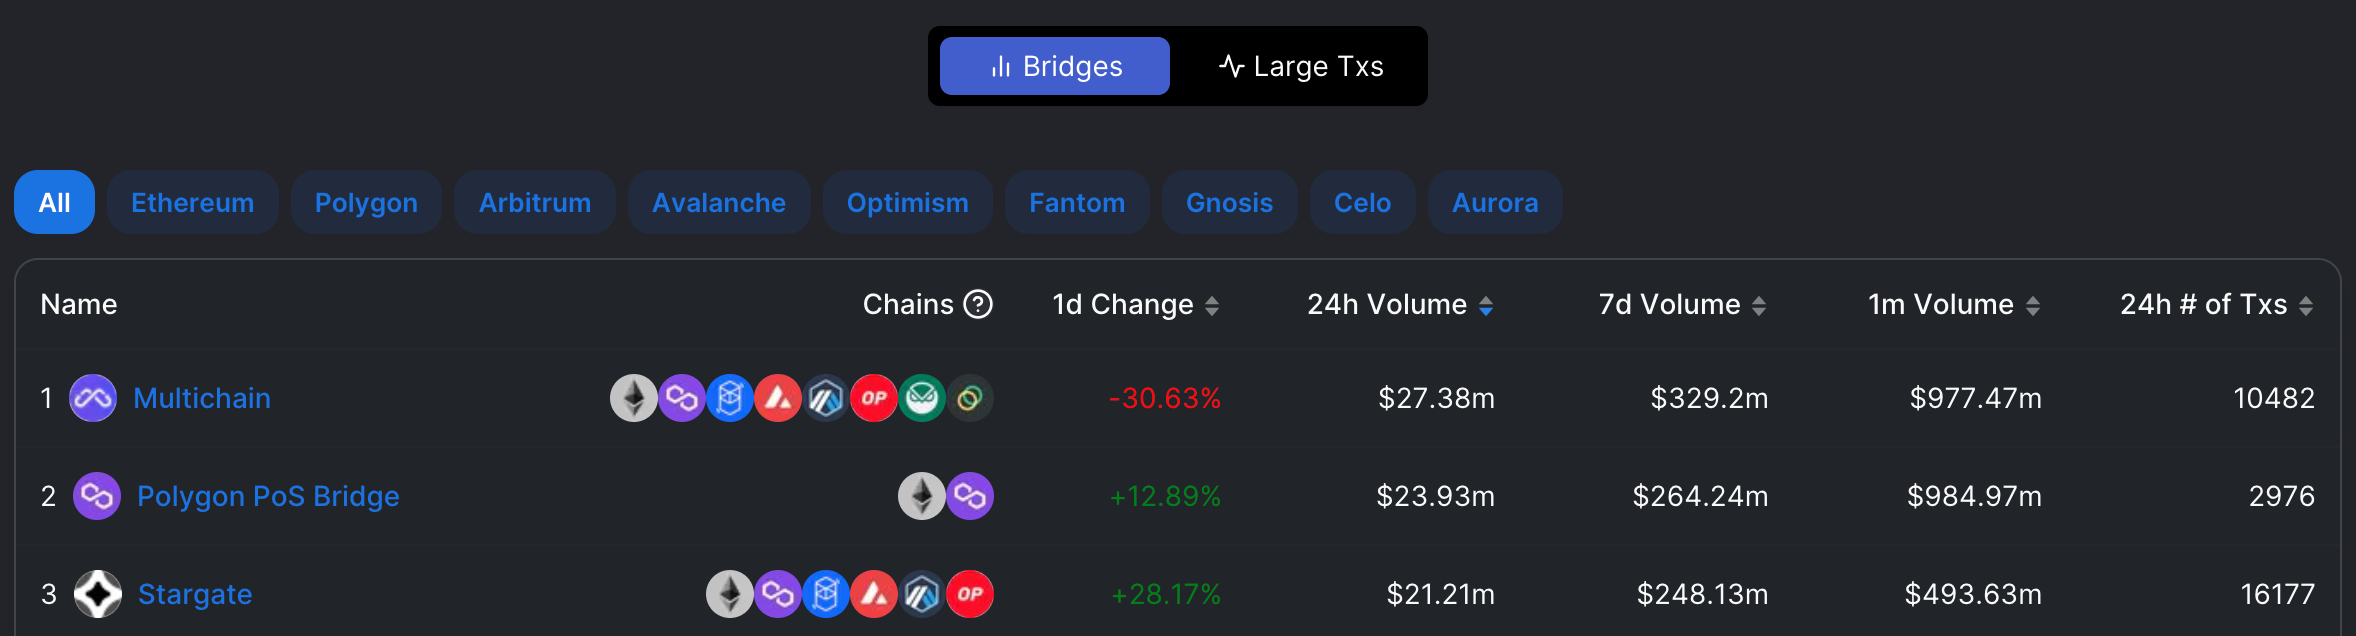 Bridges Large Txs
All Ethereum Polygon Arbitrum Avalanche Optimism Fantom Gnosis Celo Aurora
Name Chains ? 1d Change 24h Volume 7d Volume 1m Volume 24h # of Txs
1 Multichain OP -30.63% $27.38m $329.2m $977.47m 10482
2 Polygon PoS Bridge +12.89% $23.93m $264.24m $984.97m 2976
3 Stargate OP +28.17% $21.21m $248.13m $493.63m 16177